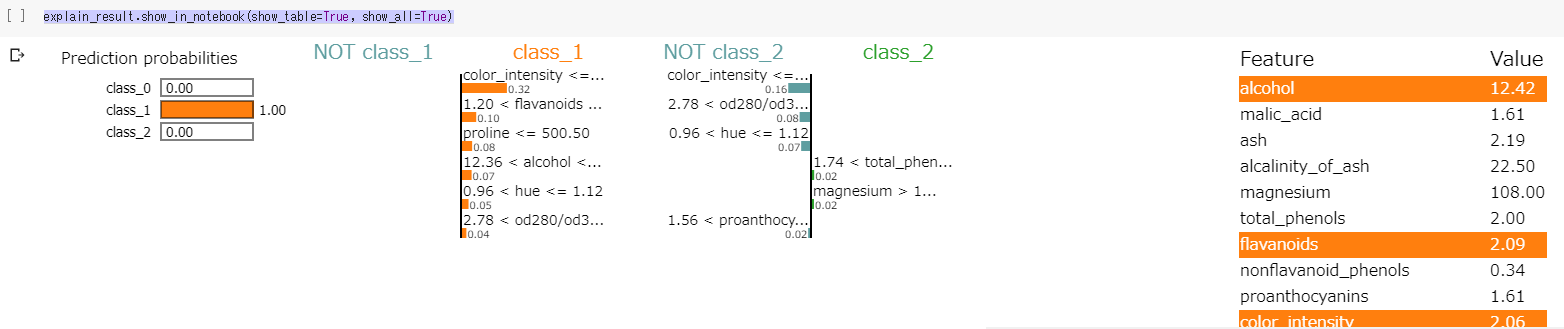 [ ] explain_result.show_in_notebook(show_table=True, show_all=True)
Prediction probabilities
class_0 0.00
class_1 1.00
class_2 0.00
NOT class_1 class_1
color_intensity <=...
0.32
1.20 < flavanoids ...
0.10
proline <= 500.50
0.08
12.36 < alcohol <...
0.07
0.96 < hue <= 1.12
0.05
2.78 < od280/od3...
0.04
NOT class_2 class_2
color_intensity <=...
0.16
2.78 < od280/od3...
0.08
0.96 < hue <= 1.12
0.07
1.74 < total_phen...
0.02
magnesium > 1...
0.02
1.56 < proanthocy...
0.02
Feature Value
alcohol 12.42
malic_acid 1.61
ash 2.19
alcalinity_of_ash 22.50
magnesium 108.00
total_phenols 2.00
flavanoids 2.09
nonflavanoid_phenols 0.34
proanthocyanins 1.61
color_intensity 2.06